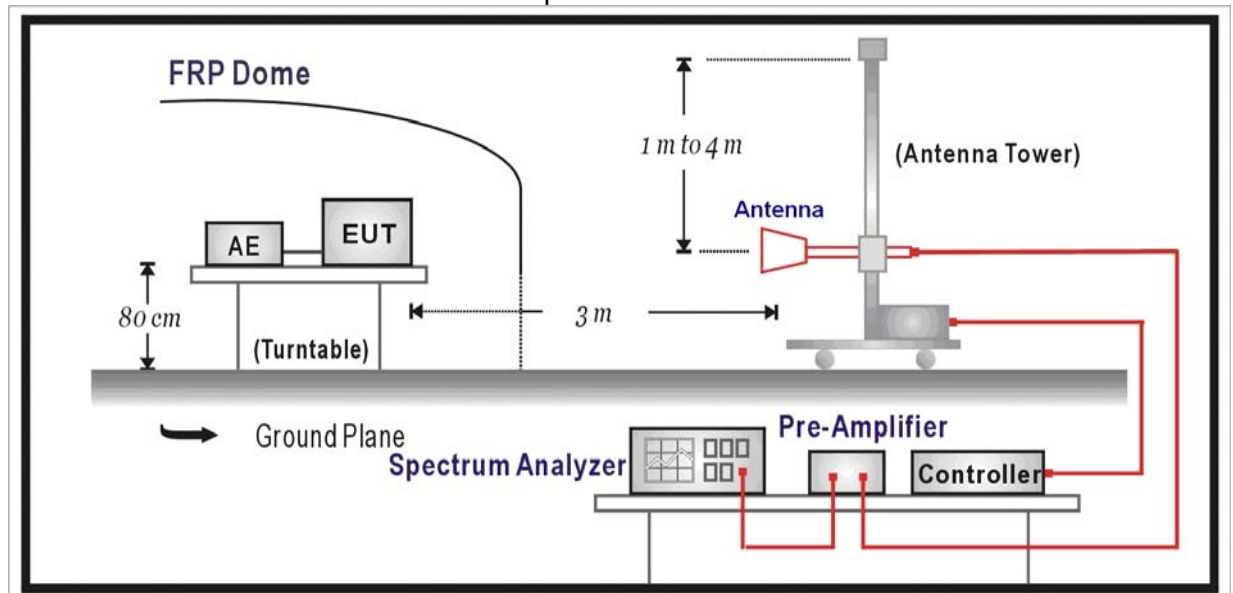 FRP Dome
1 m to 4 m
(Antenna Tower)
Antenna
AE
EUT
80 cm
3 m
(Turntable)
Ground Plane
Pre-Amplifier
Spectrum Analyzer
Controller